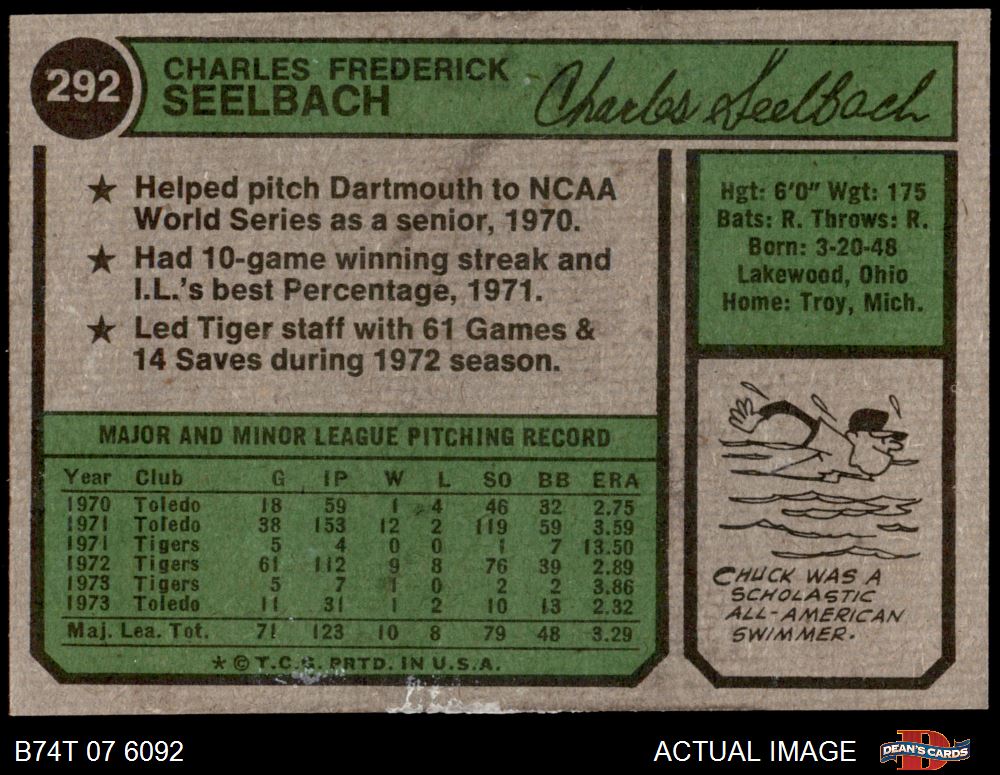 292
CHARLES FREDERICK
SEELBACH
Charles Seelbach
★ Helped pitch Dartmouth to NCAA
World Series as a senior, 1970.
★ Had 10-game winning streak and
I.L.'s best Percentage, 1971.
★ Led Tiger staff with 61 Games &
14 Saves during 1972 season.
Hgt: 6'0" Wgt: 175
Bats: R. Throws: R.
Born: 3-20-48
Lakewood, Ohio
Home: Troy, Mich.
MAJOR AND MINOR LEAGUE PITCHING RECORD
Year Club G IP W L SO BB ERA
1970 Toledo 18 59 1 4 46 32 2.75
1971 Toledo 38 153 12 2 119 59 3.59
1971 Tigers 5 4 0 0 1 7 13.50
1972 Tigers 61 112 9 8 76 39 2.89
1973 Tigers 5 7 1 0 2 2 3.86
1973 Toledo 11 31 1 2 10 13 2.32
Maj. Lea. Tot. 71 123 10 8 79 48 3.29
★ © T.C.G. PRTD. IN U.S.A.
CHUCK WAS A
SCHOLASTIC
ALL-AMERICAN
SWIMMER.
B74T 07 6092
ACTUAL IMAGE
DEAN'S CARDS